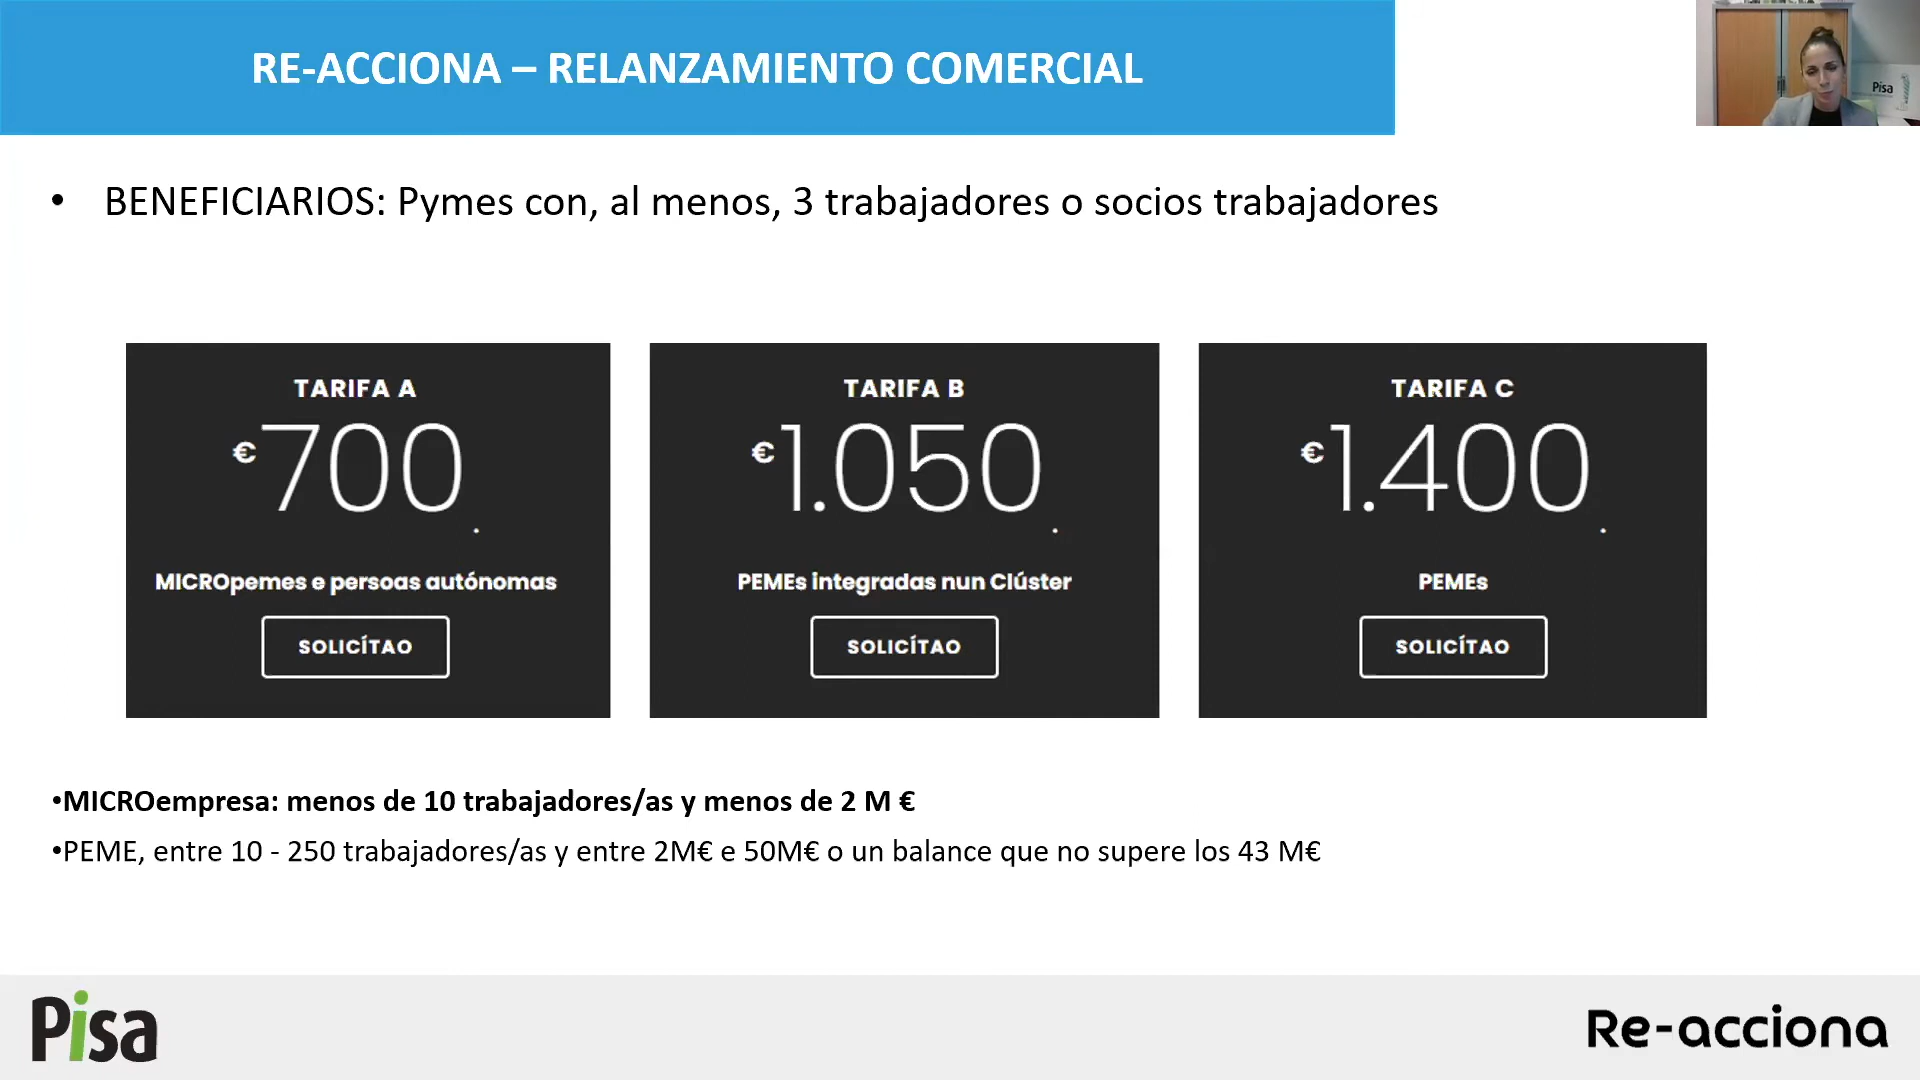 RE-ACCIONA – RELANZAMIENTO COMERCIAL
Pisa
• BENEFICIARIOS: Pymes con, al menos, 3 trabajadores o socios trabajadores
TARIFA A
€700.
MICROpemes e persoas autónomas
SOLICÍTAO
TARIFA B
€1.050.
PEMEs integradas nun Clúster
SOLICÍTAO
TARIFA C
€1.400.
PEMEs
SOLICÍTAO
•MICROempresa: menos de 10 trabajadores/as y menos de 2 M €
•PEME, entre 10 - 250 trabajadores/as y entre 2M€ e 50M€ o un balance que no supere los 43 M€
Pisa
Re-acciona